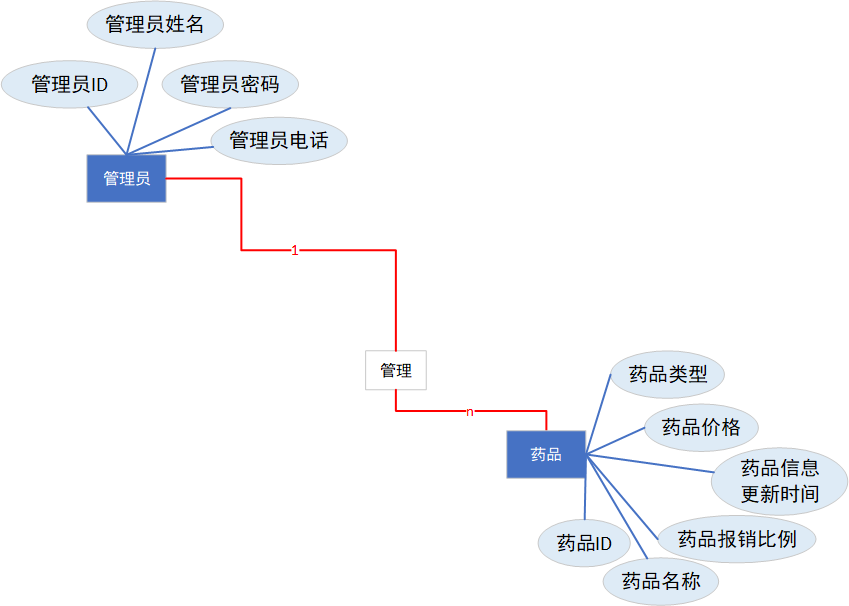 管理员姓名
管理员ID
管理员密码
管理员电话
管理员
1
管理
n
药品类型
药品价格
药品
药品信息
更新时间
药品ID
药品报销比例
药品名称